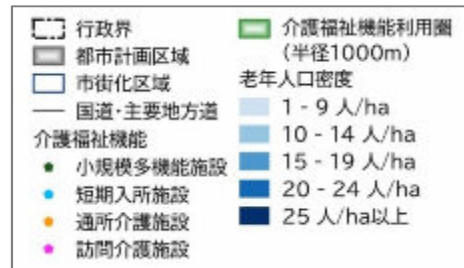 行政界
都市計画区域
市街化区域
国道・主要地方道
介護福祉機能
小規模多機能施設
短期入所施設
通所介護施設
訪問介護施設
介護福祉機能利用圏
(半径1000m)
老年人口密度
1 - 9 人/ha
10 - 14 人/ha
15 - 19 人/ha
20 - 24 人/ha
25 人/ha以上